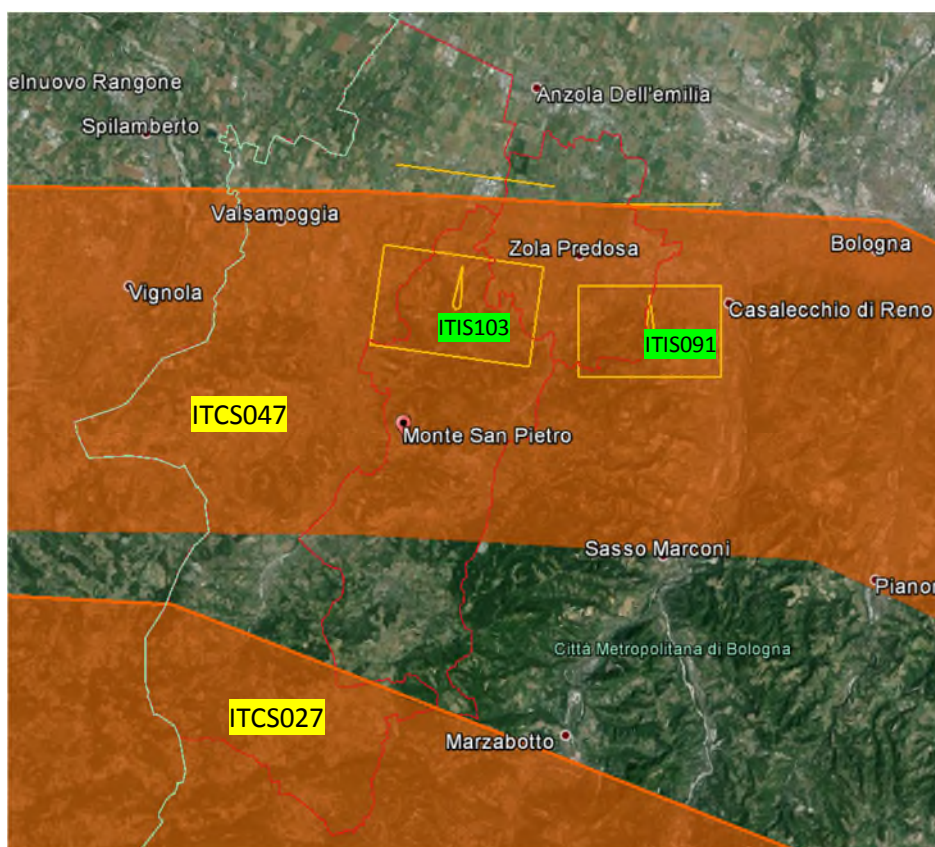 elnuovo Rangone
Anzola Dell'emilia
Spilamberto
Valsamoggia
Zola Predosa
Bologna
Vignola
Casalecchio di Reno
ITIS103
ITIS091
ITCS047
Monte San Pietro
Sasso Marconi
Pianor
Città Metropolitana di Bologna
ITCS027
Marzabotto